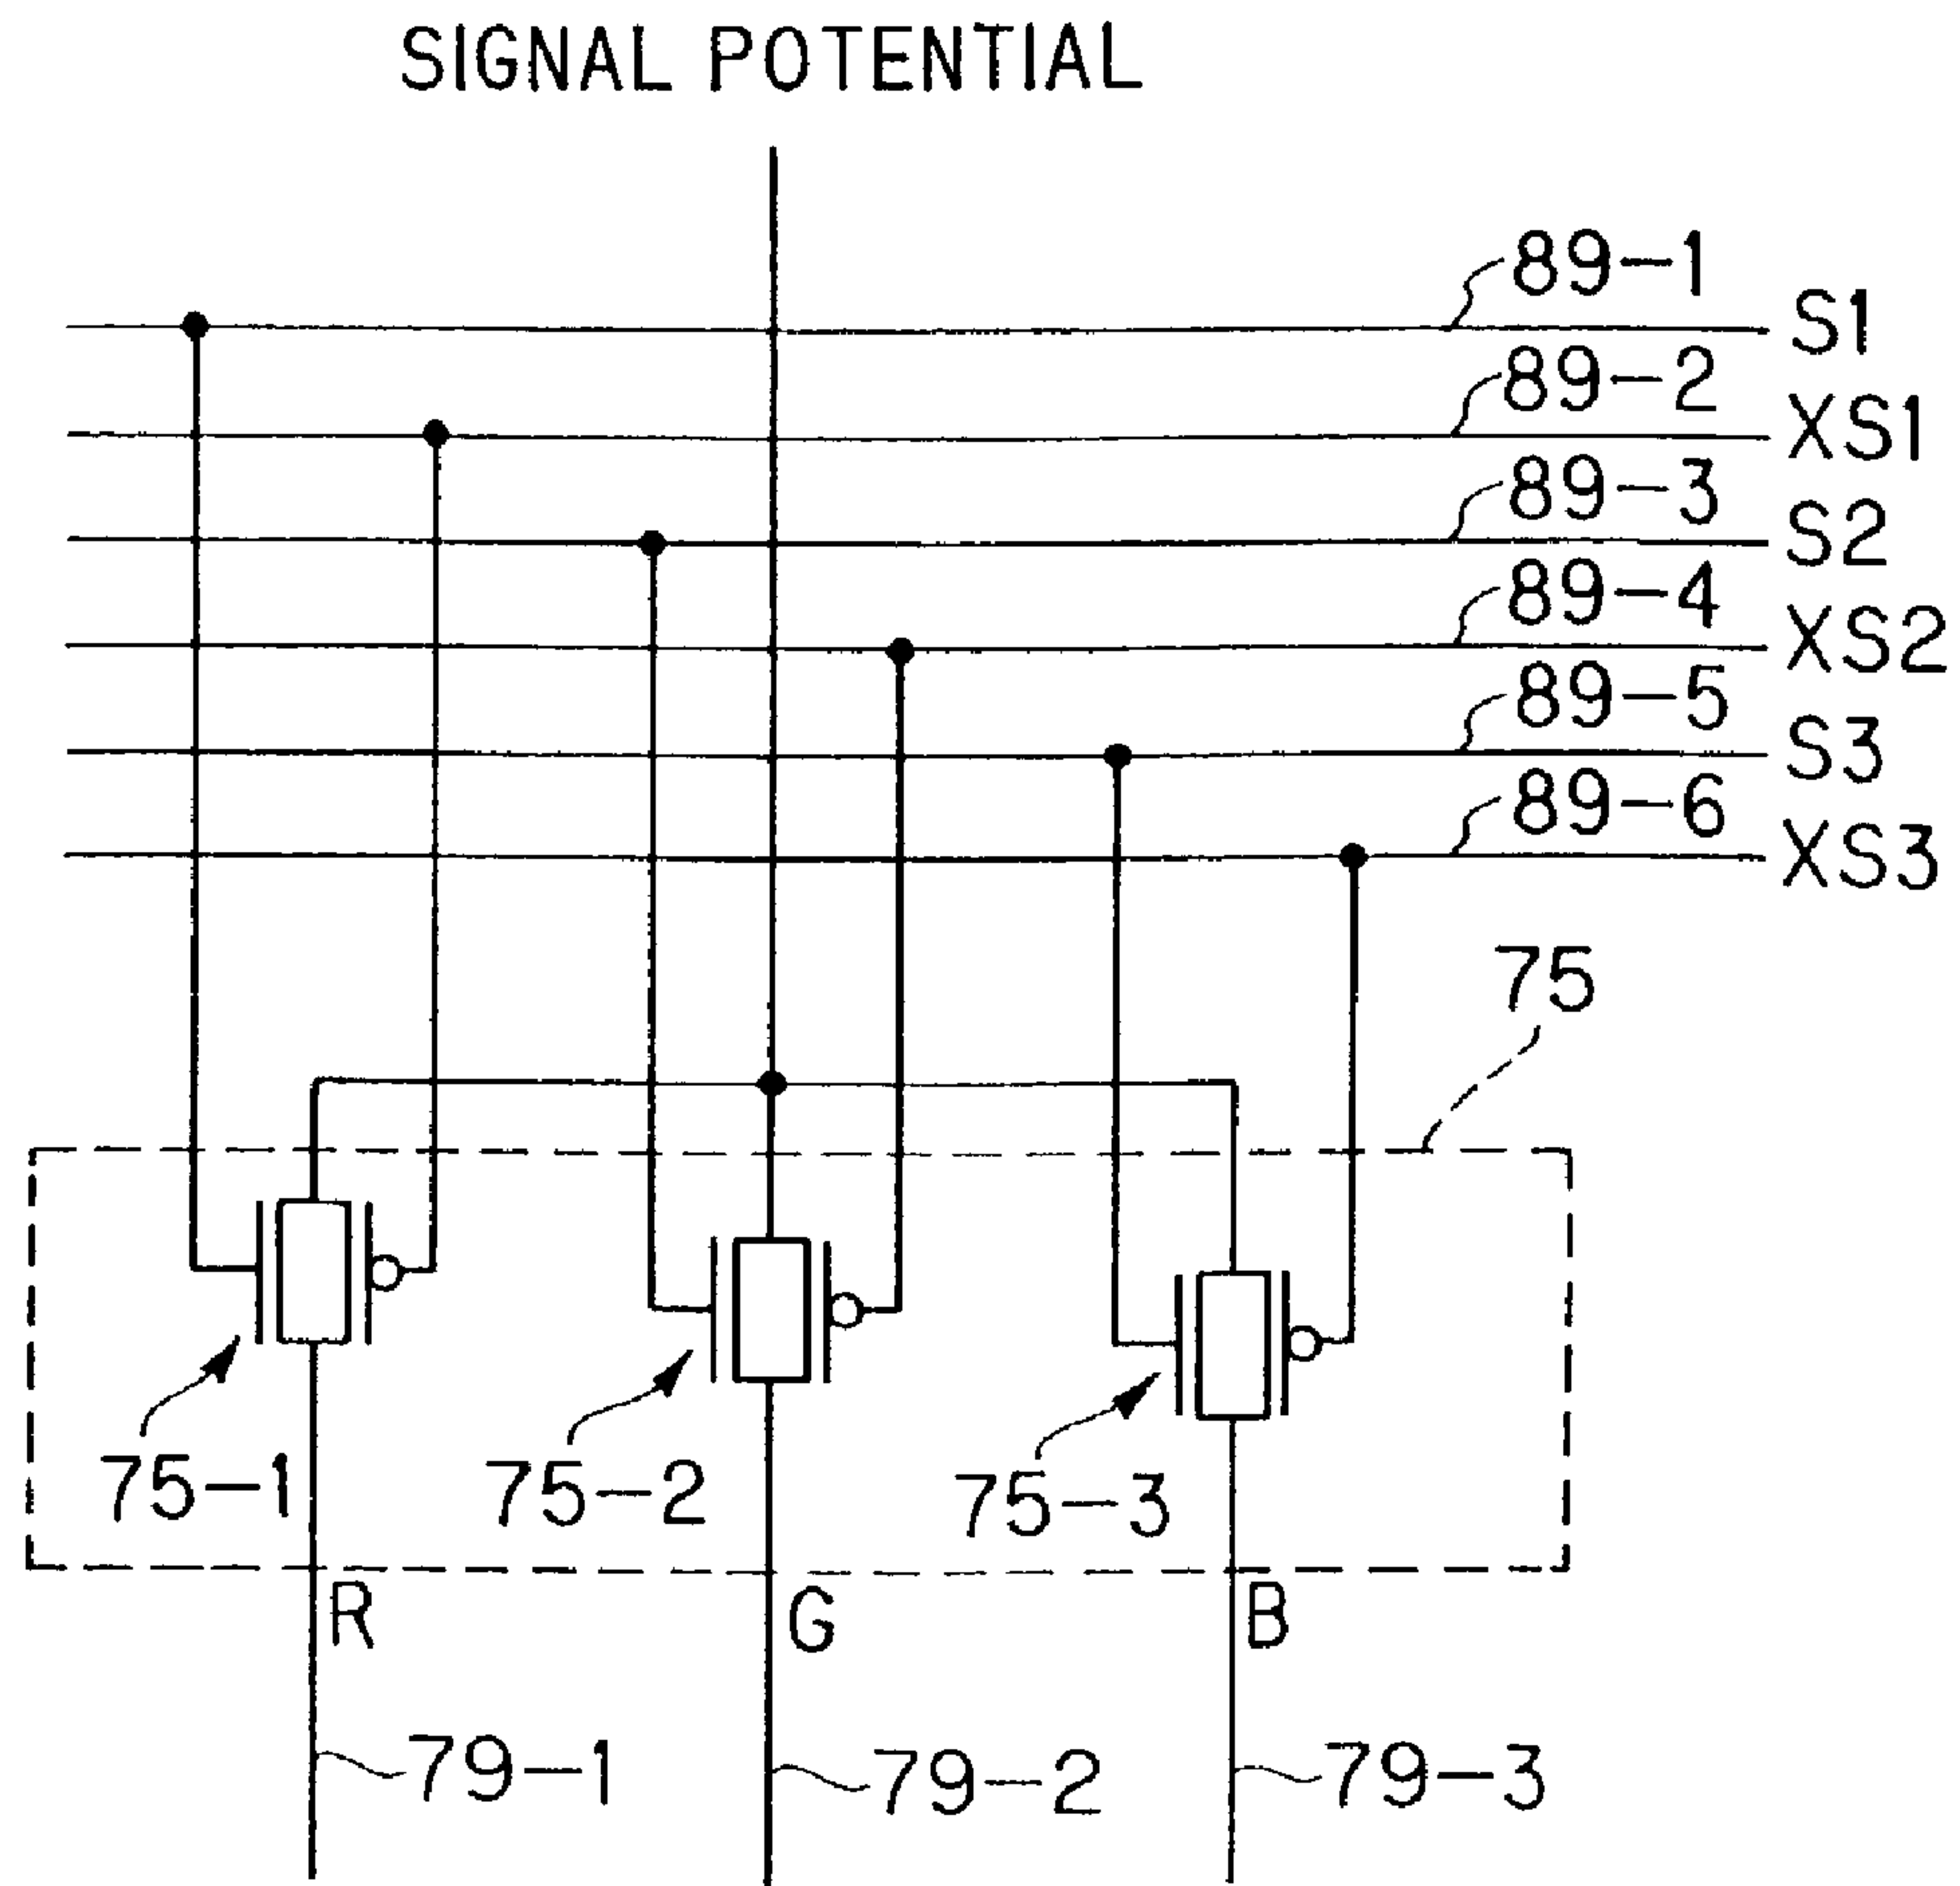 SIGNAL POTENTIAL
89-1
S1
89-2
XS1
89-3
S2
89-4
XS2
89-5
S3
89-6
XS3
75
75-1
75-2
75-3
R
G
B
79-1
79-2
79-3